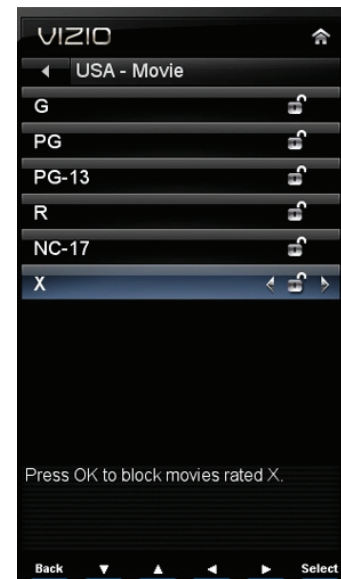 VIZIO
USA - Movie
G
PG
PG-13
R
NC-17
X
Press OK to block movies rated X.
Back Select